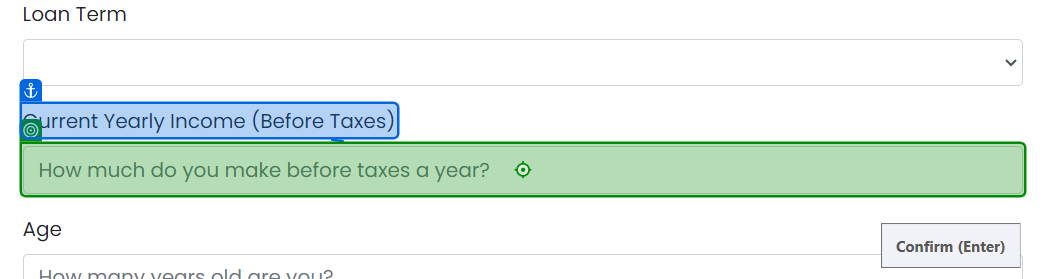 Loan Term
Current Yearly Income (Before Taxes)
How much do you make before taxes a year?
Age
Confirm (Enter)
How many years old are you?